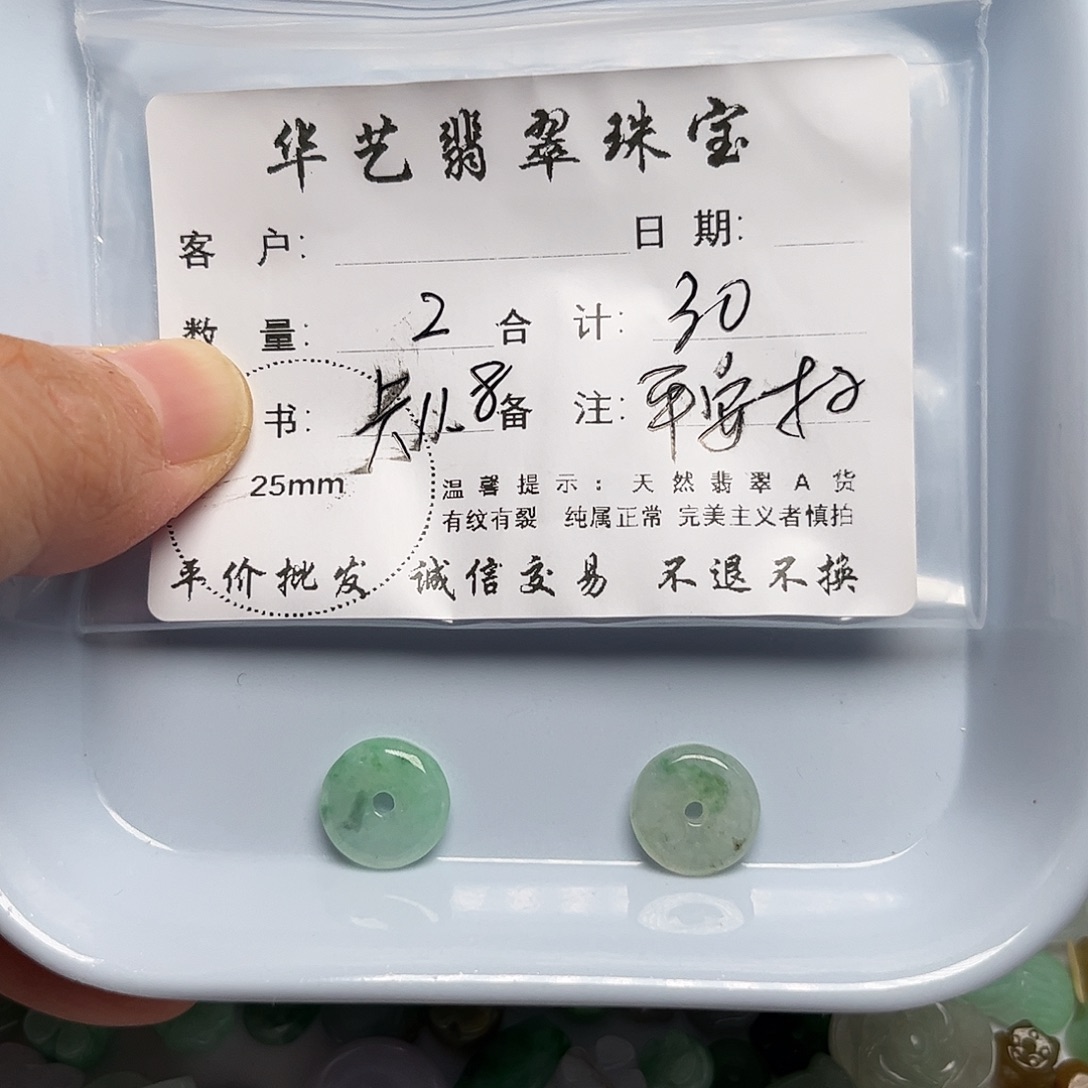 华艺翡翠珠宝
客 户: 日 期:
数 量: 2 合 计: 30
书: 8 备 注: 平安扣
25mm
温馨提示: 天然翡翠A货
有纹有裂 纯属正常 完美主义者慎拍
平价批发 诚信交易 不退不换